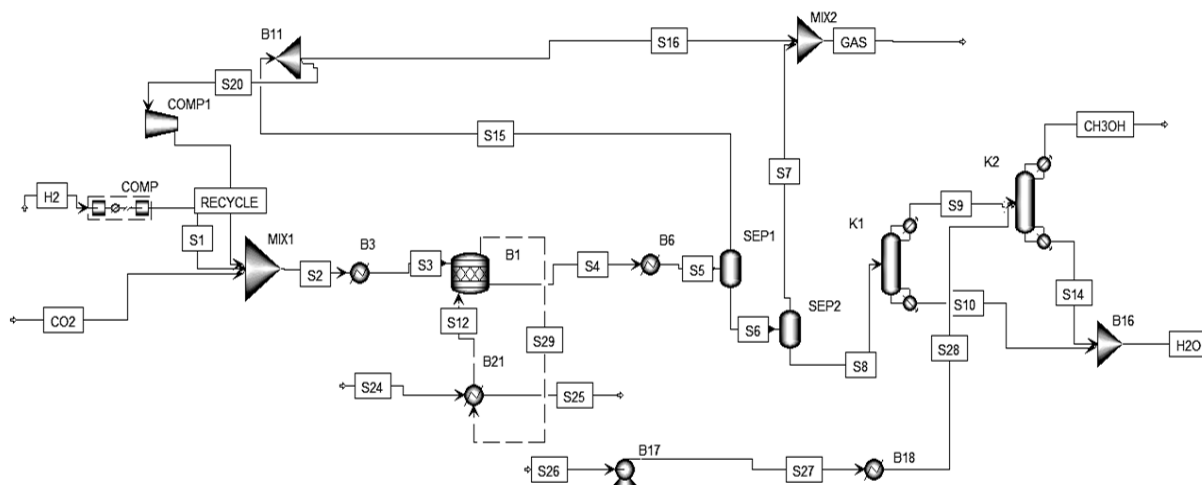 MIX2
B11
S16
GAS
S20
COMP1
CH3OH
S15
K2
S7
H2
COMP
RECYCLE
S9
K1
S1
SEP1
MIX1
B3
B1
B6
S2
S3
S4
S5
S14
S10
SEP2
B16
CO2
S12
S6
S29
S28
H2O
B21
S8
S24
S25
B17
S26
S27
B18